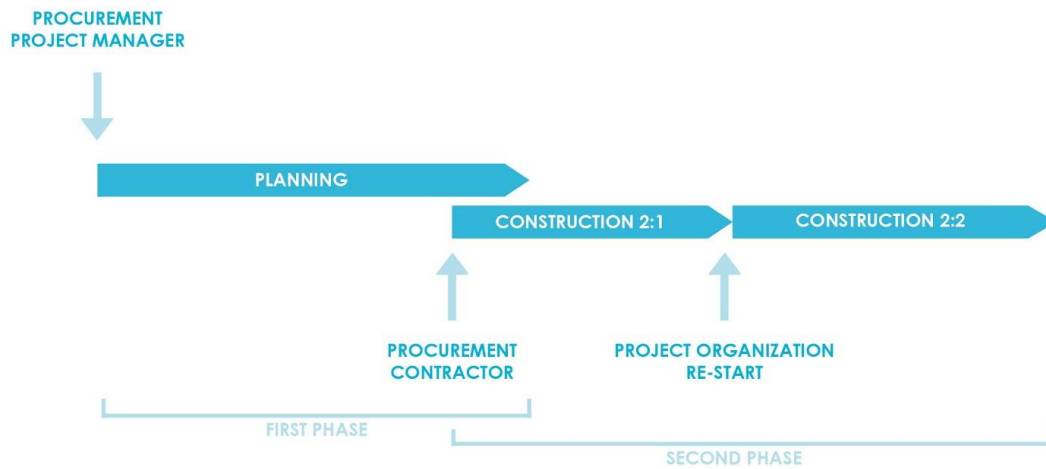 PROCUREMENT
PROJECT MANAGER
PLANNING
CONSTRUCTION 2:1
CONSTRUCTION 2:2
PROCUREMENT
CONTRACTOR
PROJECT ORGANIZATION
RE-START
FIRST PHASE
SECOND PHASE